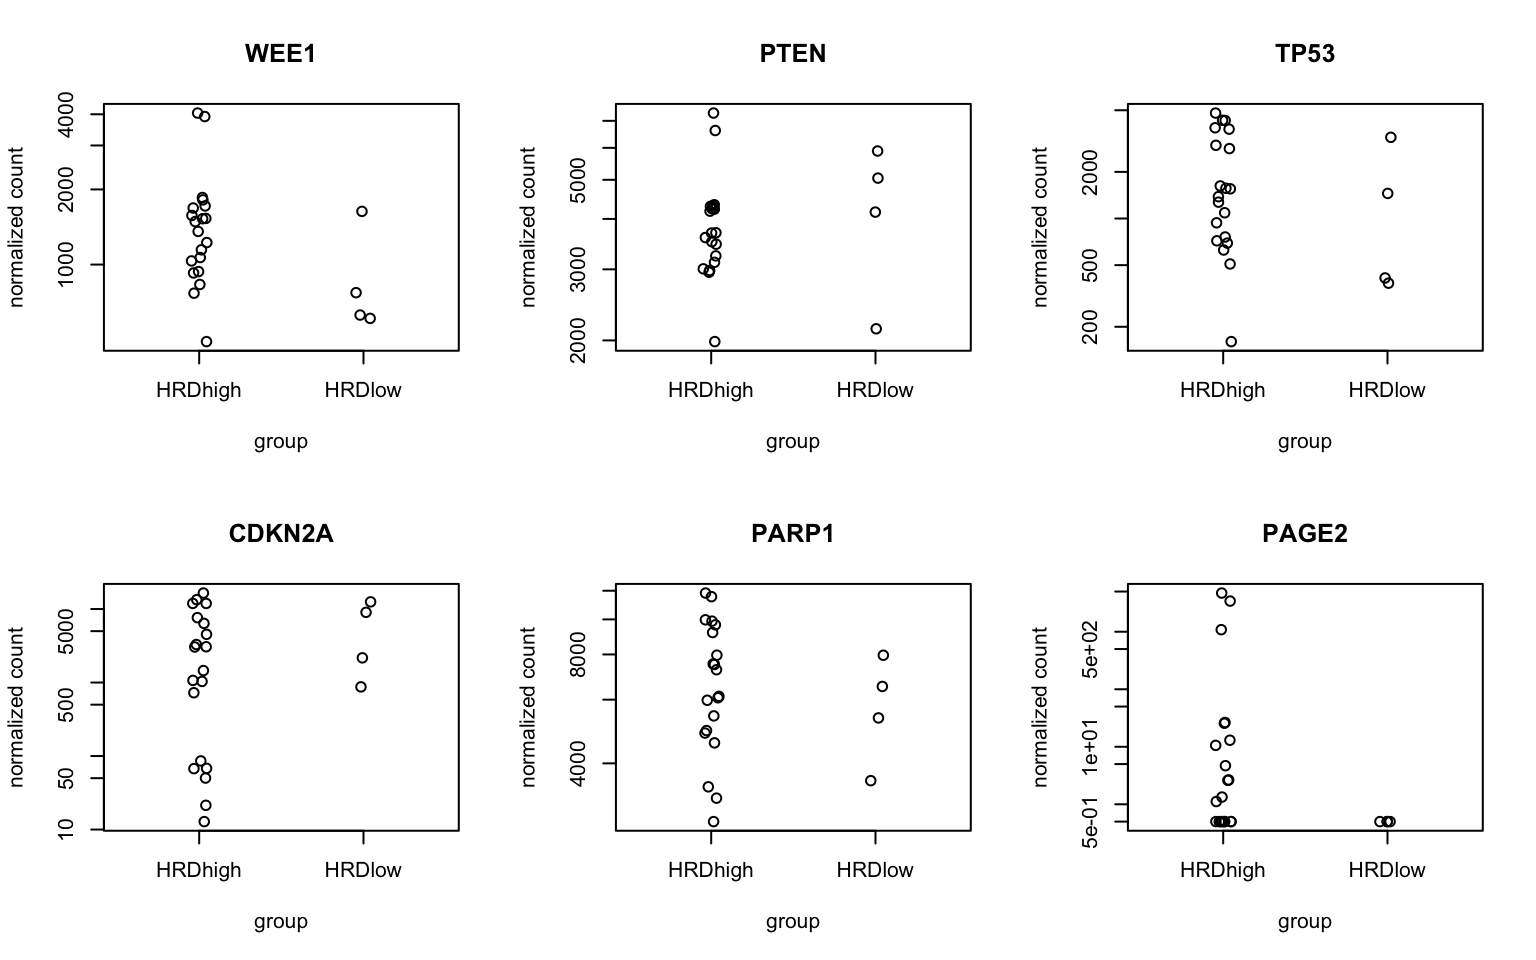 WEE1
normalized count
4000
2000
1000
HRDhigh HRDlow
group
PTEN
normalized count
5000
3000
2000
HRDhigh HRDlow
group
TP53
normalized count
2000
500
200
HRDhigh HRDlow
group
CDKN2A
normalized count
5000
500
50
10
HRDhigh HRDlow
group
PARP1
normalized count
8000
4000
HRDhigh HRDlow
group
PAGE2
normalized count
5e+02
1e+01
5e-01
HRDhigh HRDlow
group